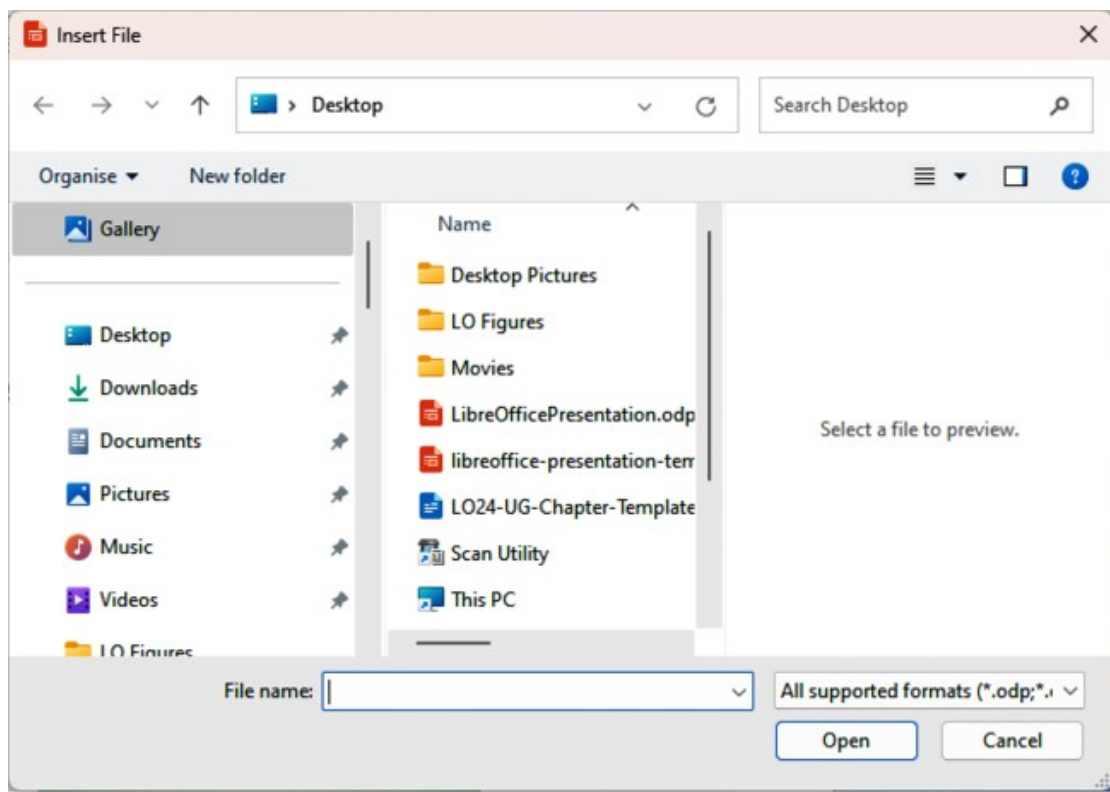 Insert File
Desktop
Search Desktop
Organise
New folder
Gallery
Desktop
Downloads
Documents
Pictures
Music
Videos
LO Figures
Name
Desktop Pictures
LO Figures
Movies
LibreOfficePresentation.odp
libreoffice-presentation-tem
LO24-UG-Chapter-Template
Scan Utility
This PC
Select a file to preview.
File name:
All supported formats (*.odp;*.
Open
Cancel